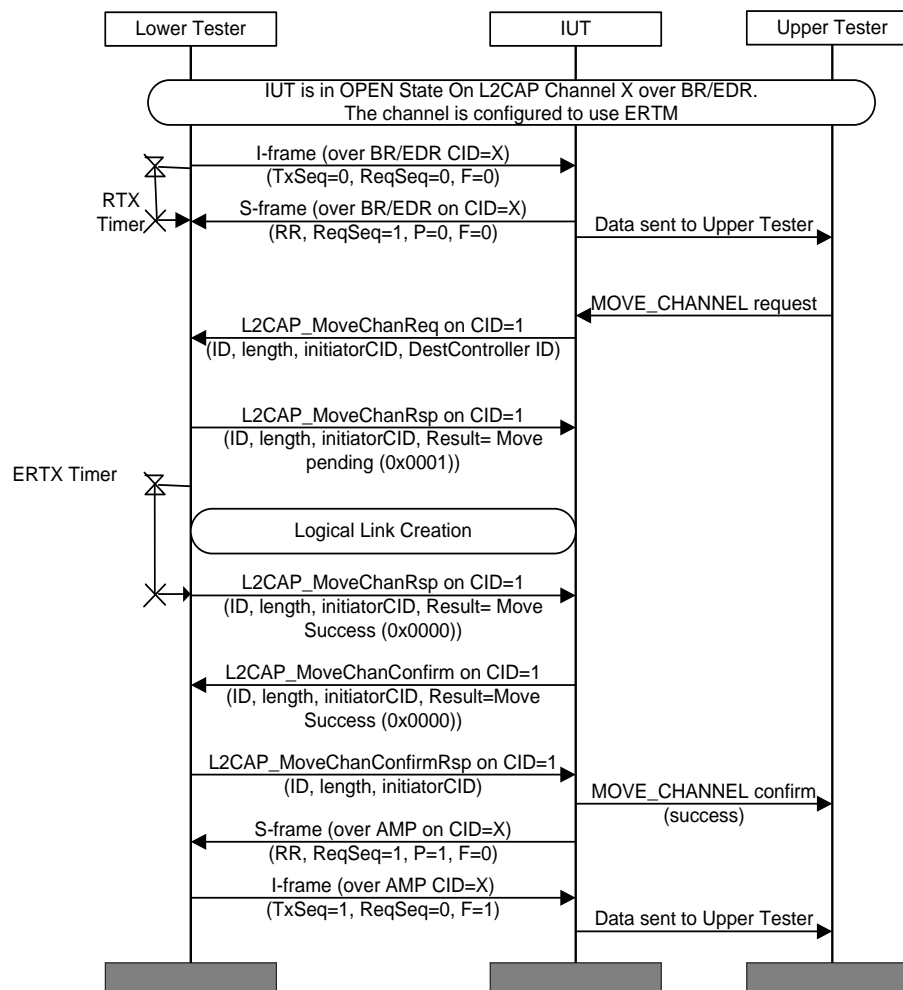 Lower Tester
IUT
Upper Tester
IUT is in OPEN State On L2CAP Channel X over BR/EDR.
The channel is configured to use ERTM
I-frame (over BR/EDR CID=X)
(TxSeq=0, ReqSeq=0, F=0)
RTX
Timer
S-frame (over BR/EDR on CID=X)
(RR, ReqSeq=1, P=0, F=0)
Data sent to Upper Tester
MOVE_CHANNEL request
L2CAP_MoveChanReq on CID=1
(ID, length, initiatorCID, DestController ID)
L2CAP_MoveChanRsp on CID=1
(ID, length, initiatorCID, Result= Move
pending (0x0001))
ERTX Timer
Logical Link Creation
L2CAP_MoveChanRsp on CID=1
(ID, length, initiatorCID, Result= Move
Success (0x0000))
L2CAP_MoveChanConfirm on CID=1
(ID, length, initiatorCID, Result=Move
Success (0x0000))
L2CAP_MoveChanConfirmRsp on CID=1
(ID, length, initiatorCID)
MOVE_CHANNEL confirm
(success)
S-frame (over AMP on CID=X)
(RR, ReqSeq=1, P=1, F=0)
I-frame (over AMP CID=X)
(TxSeq=1, ReqSeq=0, F=1)
Data sent to Upper Tester